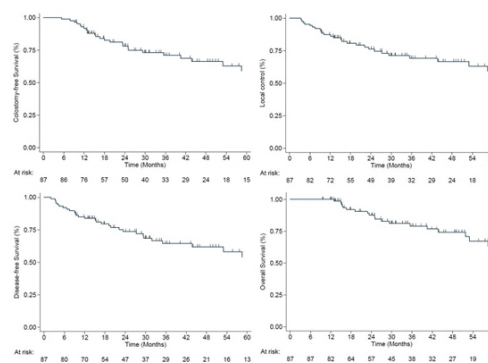 Colostomy-free Survival (%)
1.00
0.75
0.50
0.25
0.00
0 6 12 18 24 30 36 42 48 54 60
Time (Months)
At risk:
87 86 76 57 50 40 33 29 24 18 15
Local control (%)
1.00
0.75
0.50
0.25
0.00
0 6 12 18 24 30 36 42 48 54
Time (Months)
At risk:
87 82 72 55 49 39 32 29 24 18
Disease-free Survival (%)
1.00
0.75
0.50
0.25
0.00
0 6 12 18 24 30 36 42 48 54 60
Time (Months)
At risk:
87 80 70 54 47 37 29 26 21 16 13
Overall Survival (%)
1.00
0.75
0.50
0.25
0.00
0 6 12 18 24 30 36 42 48 54
Time (Months)
At risk:
87 87 82 64 57 45 38 32 27 19